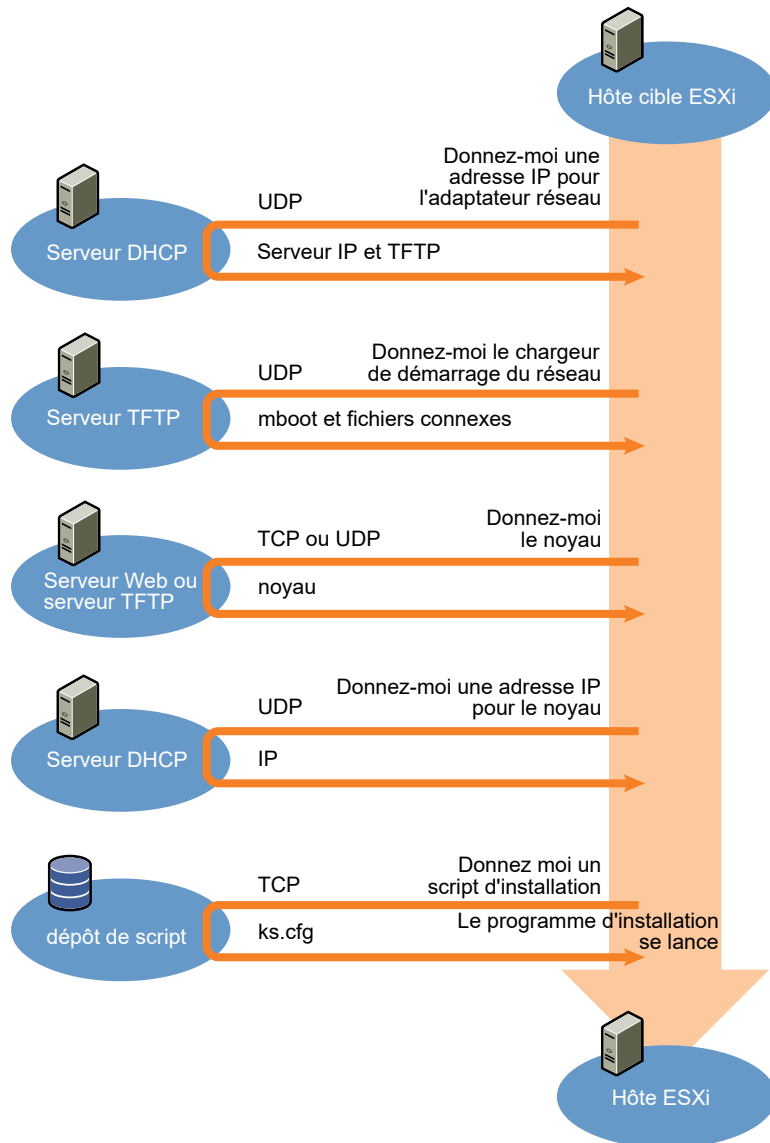 Hôte cible ESXi
Donnez-moi une
adresse IP pour
l'adaptateur réseau
UDP
Serveur DHCP
Serveur IP et TFTP
Donnez-moi le chargeur
de démarrage du réseau
UDP
Serveur TFTP
mboot et fichiers connexes
Donnez-moi
le noyau
TCP ou UDP
Serveur Web ou
serveur TFTP
noyau
Donnez-moi une adresse IP
pour le noyau
UDP
Serveur DHCP
IP
Donnez moi un
script d'installation
TCP
dépôt de script
ks.cfg
Le programme d'installation
se lance
Hôte ESXi